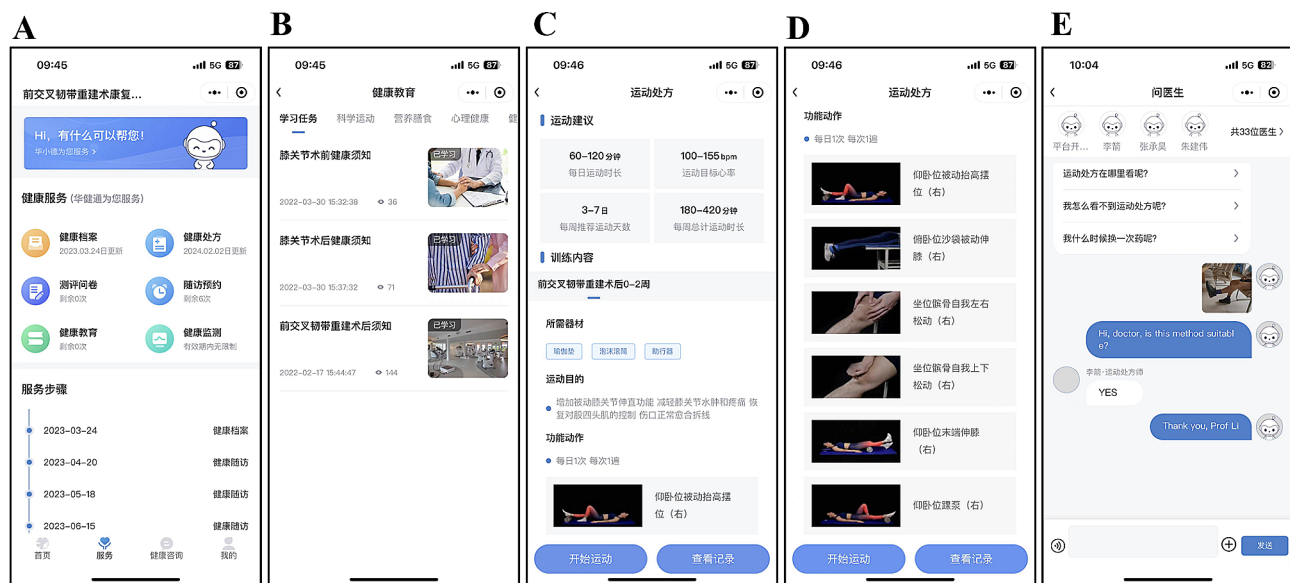 A
09:45
5G 87
前交叉韧带重建术康复...
Hi，有什么可以帮您！
华小德为您服务 >
健康服务 (华健通为您服务)
健康档案
2023.03.24日更新
健康处方
2024.02.02日更新
测评问卷
剩余0次
随访预约
剩余6次
健康教育
剩余0次
健康监测
有效期内无限制
服务步骤
2023-03-24 健康档案
2023-04-20 健康随访
2023-05-18 健康随访
2023-06-15 健康随访
首页 服务 健康咨询 我的
B
09:45
5G 87
健康教育
学习任务 科学运动 营养膳食 心理健康 健
膝关节术前健康须知
已学习
2022-03-30 15:32:38 36
膝关节术后健康须知
已学习
2022-03-30 15:37:32 71
前交叉韧带重建术后须知
已学习
2022-02-17 15:44:47 144
C
09:46
5G 87
运动处方
运动建议
60-120分钟
每日运动时长
100-155bpm
运动目标心率
3-7日
每周推荐运动天数
180-420分钟
每周总计运动时长
训练内容
前交叉韧带重建术后0-2周
所需器材
瑜伽垫 泡沫滚筒 助行器
运动目的
增加被动膝关节伸直功能 减轻膝关节水肿和疼痛 恢
复对股四头肌的控制 伤口正常愈合拆线
功能动作
每日1次 每次1遍
仰卧位被动抬高摆
位（右）
开始运动 查看记录
D
09:46
5G 87
运动处方
功能动作
每日1次 每次1遍
仰卧位被动抬高摆
位（右）
俯卧位沙袋被动伸
膝（右）
坐位髌骨自我左右
松动（右）
坐位髌骨自我上下
松动（右）
仰卧位末端伸膝
（右）
仰卧位踝泵（右）
开始运动 查看记录
E
10:04
5G 82
问医生
平台开... 李箭 张承昊 朱建伟
共33位医生 >
运动处方在哪里看呢?
我怎么看不到运动处方呢?
我什么时候换一次药呢?
Hi, doctor, is this method suitabl
e?
李箭·运动处方师
YES
Thank you, Prof Li
发送